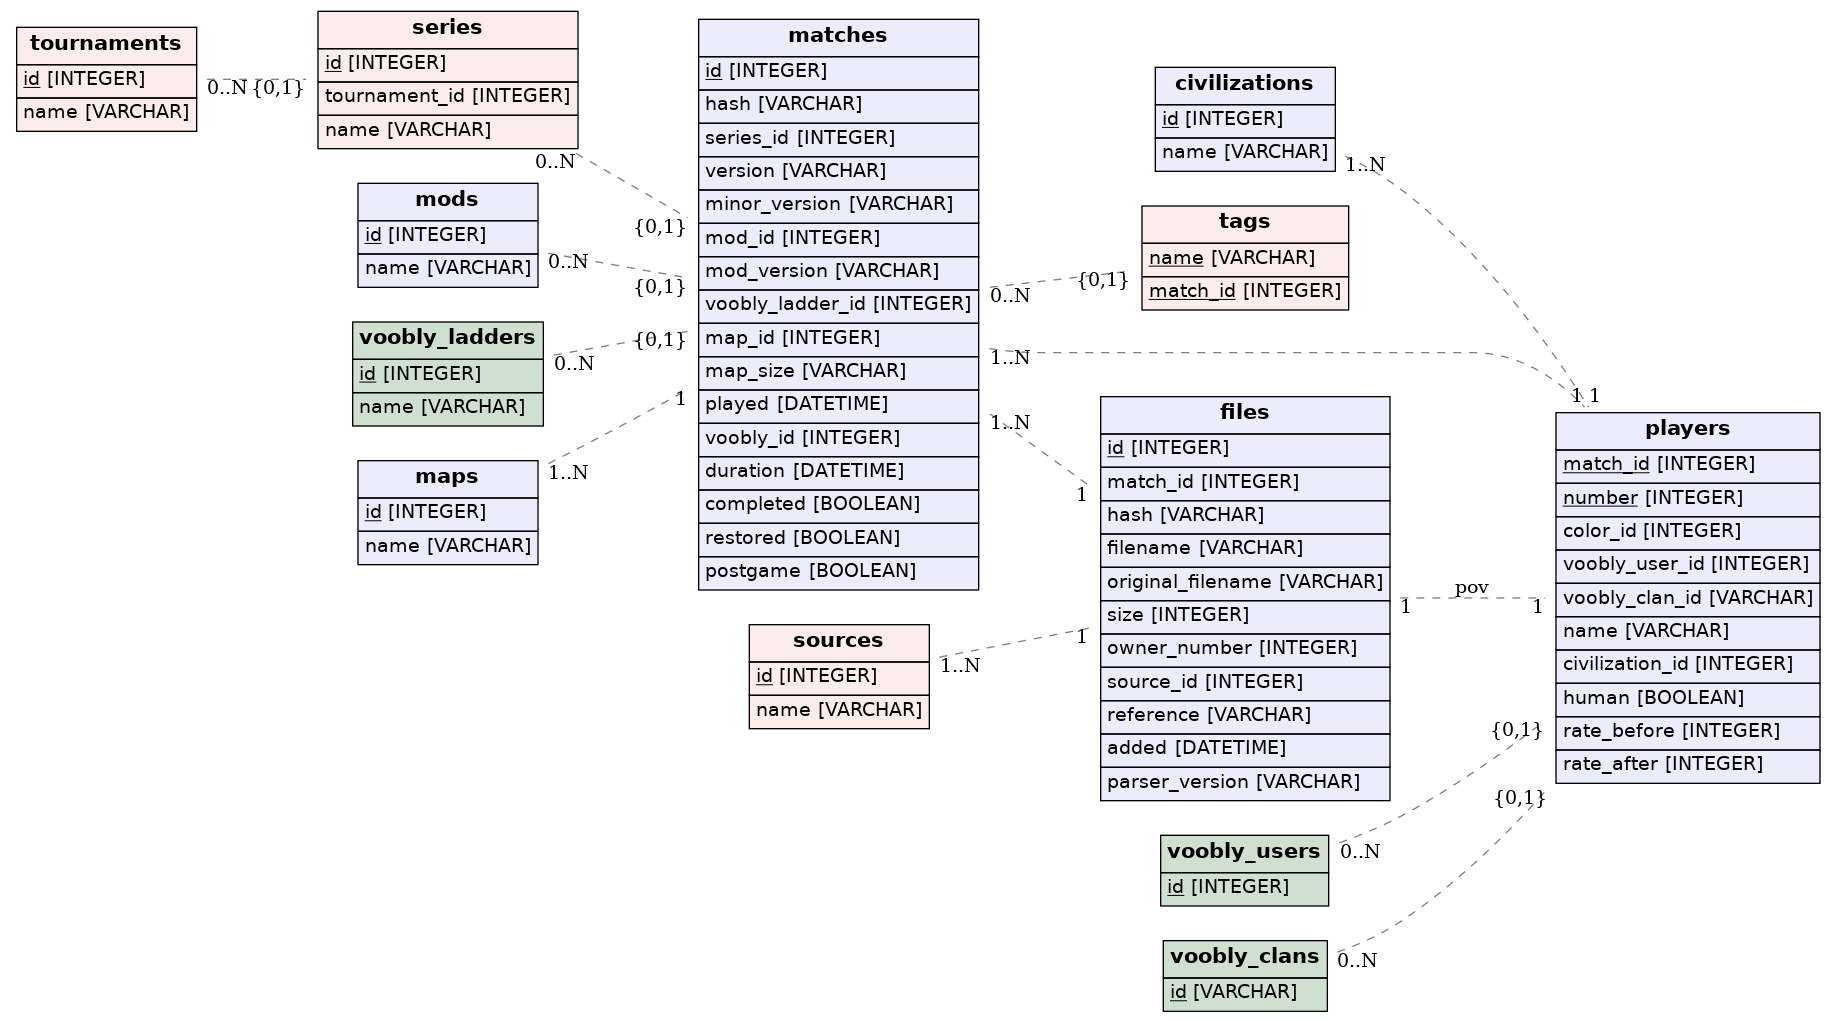 tournaments
id [INTEGER]
name [VARCHAR]
0..N
{0,1}
series
id [INTEGER]
tournament_id [INTEGER]
name [VARCHAR]
0..N
{0,1}
mods
id [INTEGER]
name [VARCHAR]
0..N
{0,1}
voobly_ladders
id [INTEGER]
name [VARCHAR]
0..N
{0,1}
maps
id [INTEGER]
name [VARCHAR]
1..N
1
matches
id [INTEGER]
hash [VARCHAR]
series_id [INTEGER]
version [VARCHAR]
minor_version [VARCHAR]
mod_id [INTEGER]
mod_version [VARCHAR]
voobly_ladder_id [INTEGER]
map_id [INTEGER]
map_size [VARCHAR]
played [DATETIME]
voobly_id [INTEGER]
duration [DATETIME]
completed [BOOLEAN]
restored [BOOLEAN]
postgame [BOOLEAN]
0..N
{0,1}
1..N
1
1..N
1
sources
id [INTEGER]
name [VARCHAR]
1..N
1
civilizations
id [INTEGER]
name [VARCHAR]
1..N
1
tags
name [VARCHAR]
match_id [INTEGER]
files
id [INTEGER]
match_id [INTEGER]
hash [VARCHAR]
filename [VARCHAR]
original_filename [VARCHAR]
size [INTEGER]
owner_number [INTEGER]
source_id [INTEGER]
reference [VARCHAR]
added [DATETIME]
parser_version [VARCHAR]
pov
1
1
players
match_id [INTEGER]
number [INTEGER]
color_id [INTEGER]
voobly_user_id [INTEGER]
voobly_clan_id [VARCHAR]
name [VARCHAR]
civilization_id [INTEGER]
human [BOOLEAN]
rate_before [INTEGER]
rate_after [INTEGER]
{0,1}
{0,1}
voobly_users
id [INTEGER]
0..N
voobly_clans
id [VARCHAR]
0..N